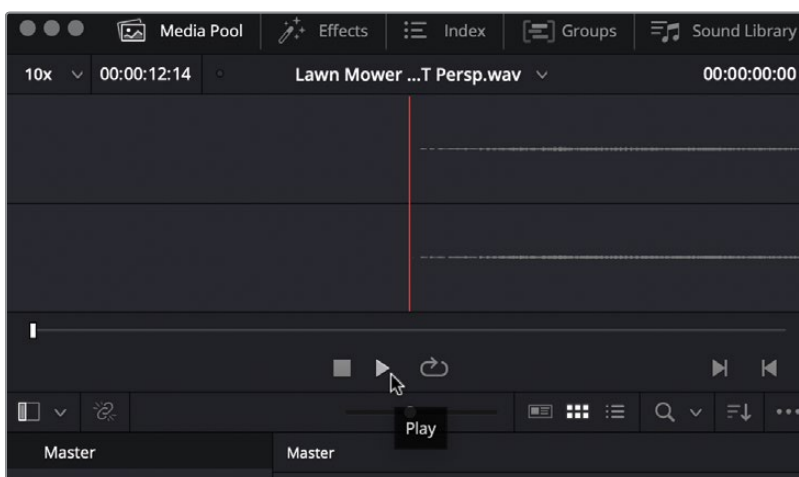 Media Pool Effects Index Groups Sound Library
10x 00:00:12:14 Lawn Mower ...T Persp.wav 00:00:00:00
Play
Master Master